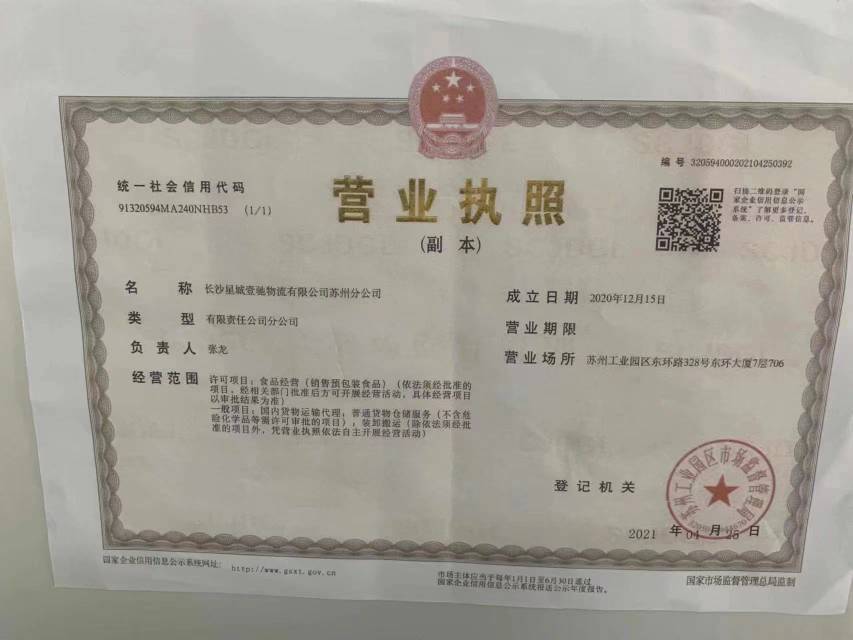 编号 320594000202104250392
统一社会信用代码
91320594MA240NHB53 (1/1)
营业执照
(副本)
扫描二维码登录“国
家企业信用信息公示
系统”了解更多登记、
备案、许可、监管信息。
名称 长沙星城壹驰物流有限公司苏州分公司
类型 有限责任公司分公司
负责人 张龙
经营范围 许可项目：食品经营（销售预包装食品）（依法须经批准的
项目，经相关部门批准后方可开展经营活动，具体经营项目
以审批结果为准）
一般项目：国内货物运输代理；普通货物仓储服务（不含危
险化学品等需许可审批的项目）；装卸搬运（除依法须经批
准的项目外，凭营业执照依法自主开展经营活动）
成立日期 2020年12月15日
营业期限
营业场所 苏州工业园区东环路328号东环大厦7层706
登记机关
苏州工业园区市场监督管理局
2021 年 04 月 25 日
国家企业信用信息公示系统网址： http://www.gsxt.gov.cn
市场主体应当于每年1月1日至6月30日通过
国家企业信用信息公示系统报送公示年度报告。
国家市场监督管理总局监制